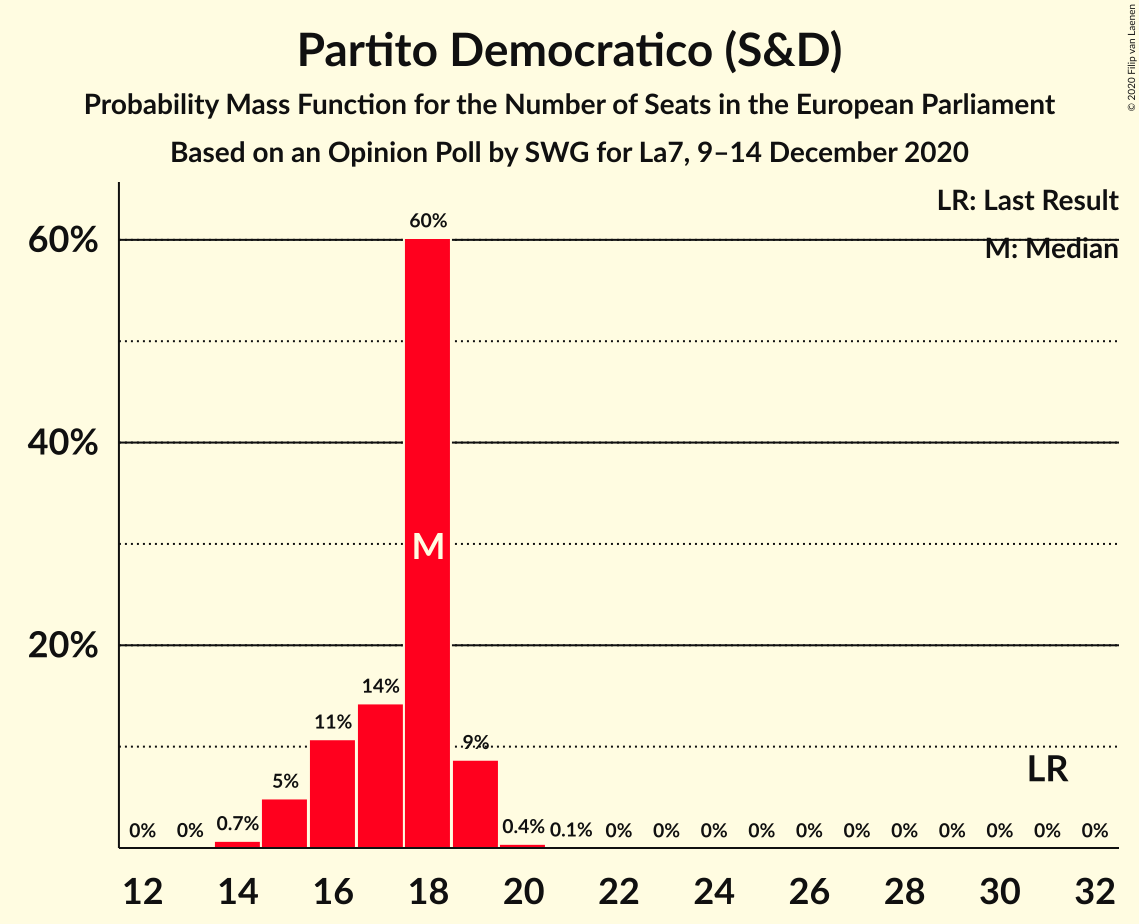 Partito Democratico (S&D)
Probability Mass Function for the Number of Seats in the European Parliament
Based on an Opinion Poll by SWG for La7, 9–14 December 2020
© 2020 Filip van Laenen
LR: Last Result
M: Median
60%
40%
20%
0% 0% 0.7% 5% 11% 14% 60% 9% 0.4% 0.1% 0% 0% 0% 0% 0% 0% 0% 0% 0% 0% 0%
M
LR
12 14 16 18 20 22 24 26 28 30 32